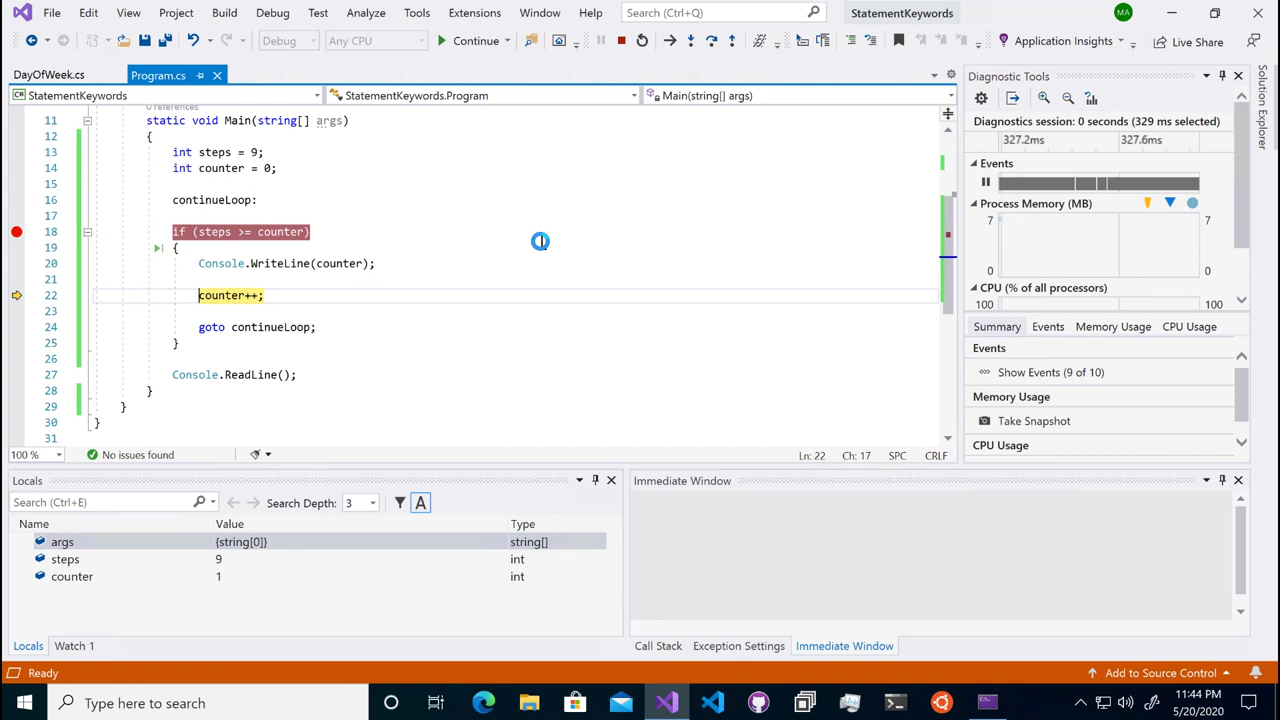 File Edit View Project Build Debug Test Analyze Tools Extensions Window Help Search (Ctrl+Q) StatementKeywords MA
Debug Any CPU Continue Application Insights Live Share
DayOfWeek.cs Program.cs
StatementKeywords StatementKeywords.Program Main(string[] args)
0 references
11 static void Main(string[] args)
12 {
13 int steps = 9;
14 int counter = 0;
15
16 continueLoop:
17
18 if (steps >= counter)
19 {
20 Console.WriteLine(counter);
21
22 counter++;
23
24 goto continueLoop;
25 }
26
27 Console.ReadLine();
28 }
29 }
30 }
31
100 % No issues found Ln: 22 Ch: 17 SPC CRLF
Diagnostic Tools
Diagnostics session: 0 seconds (329 ms selected)
327.2ms 327.6ms
Events
Process Memory (MB)
7 7
0 0
CPU (% of all processors)
100 100
Summary Events Memory Usage CPU Usage
Events
Show Events (9 of 10)
Memory Usage
Take Snapshot
CPU Usage
Solution Explorer
Locals
Search (Ctrl+E) Search Depth: 3 A
Name Value Type
args {string[0]} string[]
steps 9 int
counter 1 int
Locals Watch 1
Immediate Window
Call Stack Exception Settings Immediate Window
Ready Add to Source Control
Type here to search
11:44 PM
5/20/2020